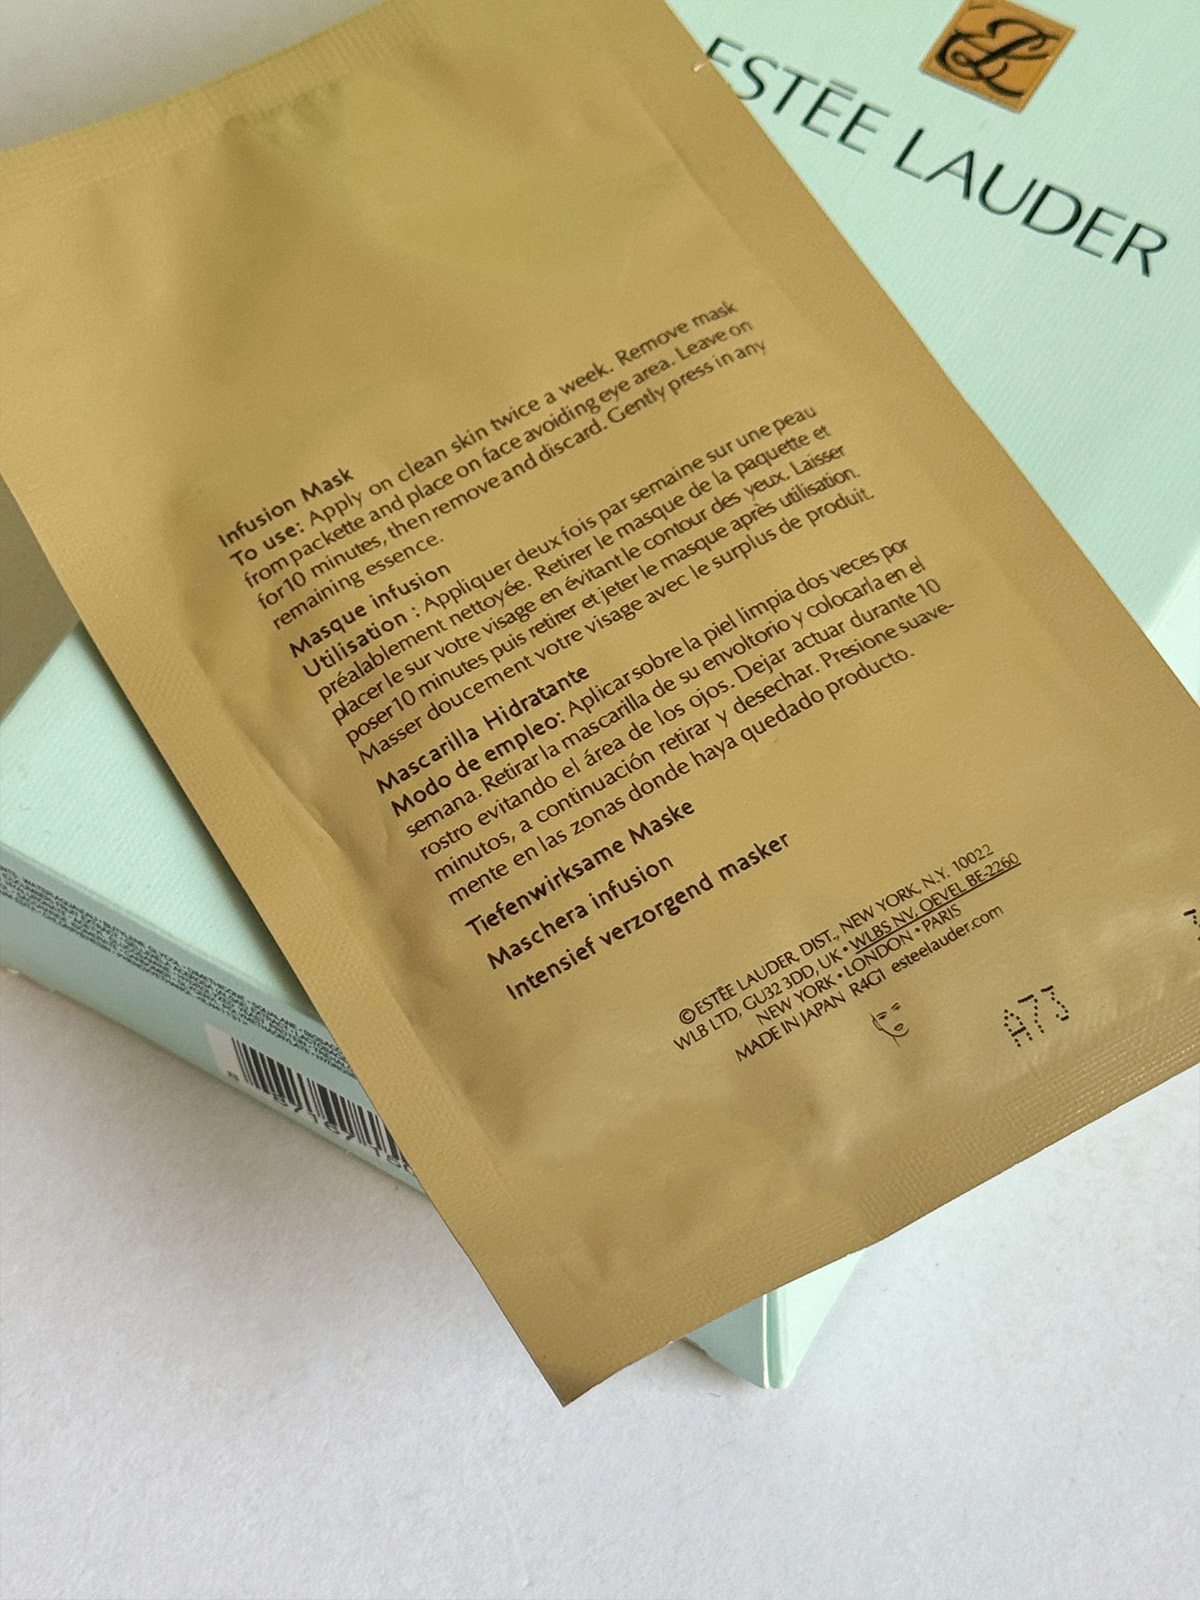 ESTĒE LAUDER
Infusion Mask
To use: Apply on clean skin twice a week. Remove mask
from packette and place on face avoiding eye area. Leave on
for 10 minutes, then remove and discard. Gently press in any
remaining essence.
Masque infusion
Utilisation : Appliquer deux fois par semaine sur une peau
préalablement nettoyée. Retirer le masque de la paquette et
placer le sur votre visage en évitant le contour des yeux. Laisser
poser 10 minutes puis retirer et jeter le masque après utilisation.
Masser doucement votre visage avec le surplus de produit.
Mascarilla Hidratante
Modo de empleo: Aplicar sobre la piel limpia dos veces por
semana. Retirar la mascarilla de su envoltorio y colocarla en el
rostro evitando el área de los ojos. Dejar actuar durante 10
minutos, a continuación retirar y desechar. Presione suave-
mente en las zonas donde haya quedado producto.
Tiefenwirksame Maske
Maschera infusion
Intensief verzorgend masker
©ESTĒE LAUDER, DIST., NEW YORK, N.Y. 10022
WLB LTD, GU32 3DD, UK • WLBS NV, OEVEL BE-2260
NEW YORK • LONDON • PARIS
MADE IN JAPAN R4G1 esteelauder.com
A73